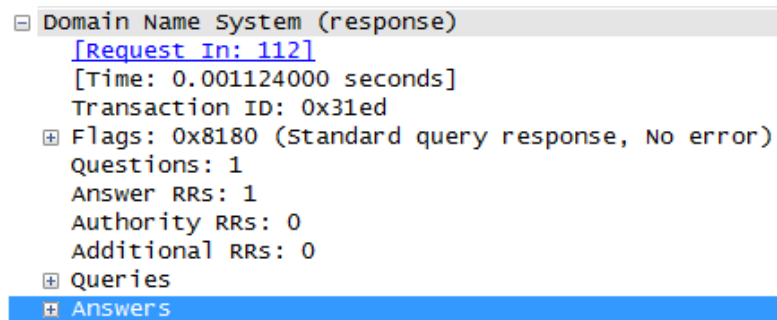 Domain Name System (response)
[Request In: 112]
[Time: 0.001124000 seconds]
Transaction ID: 0x31ed
Flags: 0x8180 (Standard query response, No error)
Questions: 1
Answer RRs: 1
Authority RRs: 0
Additional RRs: 0
Queries
Answers